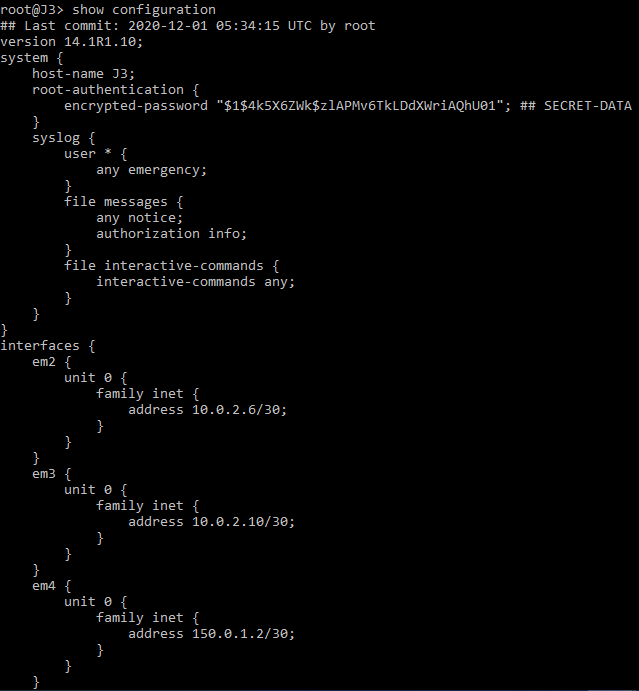 root@J3> show configuration
## Last commit: 2020-12-01 05:34:15 UTC by root
version 14.1R1.10;
system {
    host-name J3;
    root-authentication {
        encrypted-password "$1$4k5X6ZWk$zlAPMv6TkLDdXWriAQhU01"; ## SECRET-DATA
    }
    syslog {
        user * {
            any emergency;
        }
        file messages {
            any notice;
            authorization info;
        }
        file interactive-commands {
            interactive-commands any;
        }
    }
}
interfaces {
    em2 {
        unit 0 {
            family inet {
                address 10.0.2.6/30;
            }
        }
    }
    em3 {
        unit 0 {
            family inet {
                address 10.0.2.10/30;
            }
        }
    }
    em4 {
        unit 0 {
            family inet {
                address 150.0.1.2/30;
            }
        }
    }